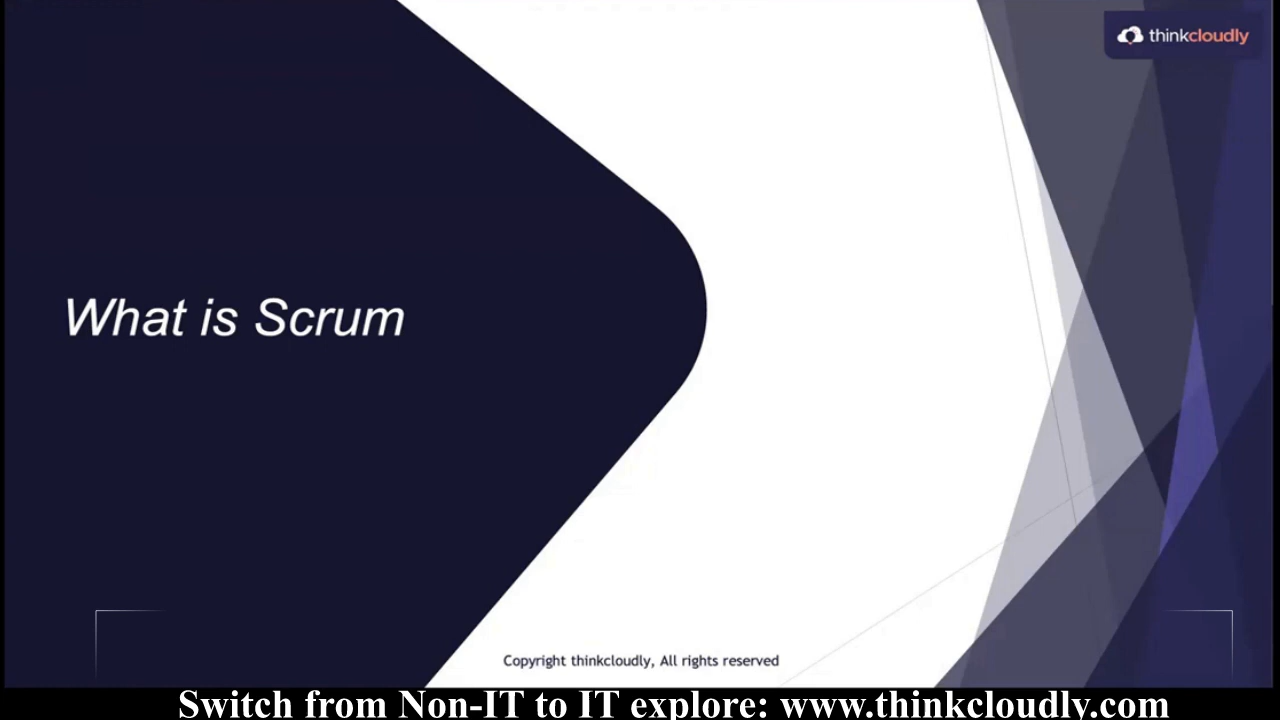 thinkcloudly
What is Scrum
Copyright thinkcloudly, All rights reserved
Switch from Non-IT to IT explore: www.thinkcloudly.com